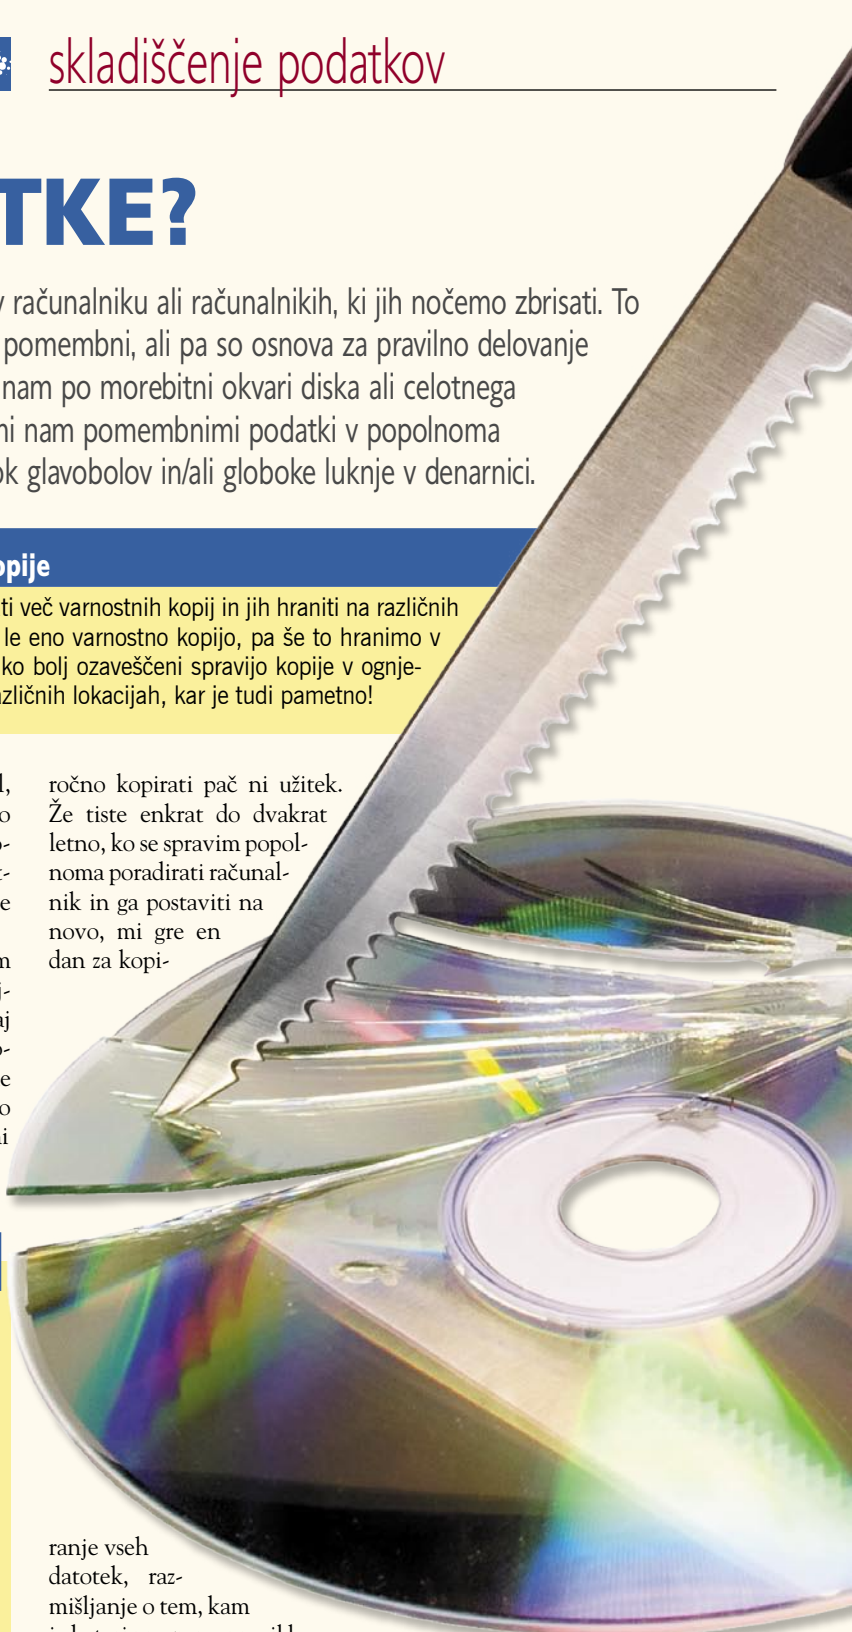 skladiščenje podatkov
TKE?
v računalniku ali računalnikih, ki jih nočemo zbrisati. To
pomembni, ali pa so osnova za pravilno delovanje
nam po morebitni okvari diska ali celotnega
mi nam pomembnimi podatki v popolnoma
ok glavobolov in/ali globoke luknje v denarnici.
opije
ti več varnostnih kopij in jih hraniti na različnih
le eno varnostno kopijo, pa še to hranimo v
ko bolj ozaveščeni spravijo kopije v ognje-
azličnih lokacijah, kar je tudi pametno!
ročno kopirati pač ni užitek.
Že tiste enkrat do dvakrat
letno, ko se spravim popol-
noma poradirati računal-
nik in ga postaviti na
novo, mi gre en
dan za kopi-
ranje vseh
datotek, raz-
mišljanje o tem, kam